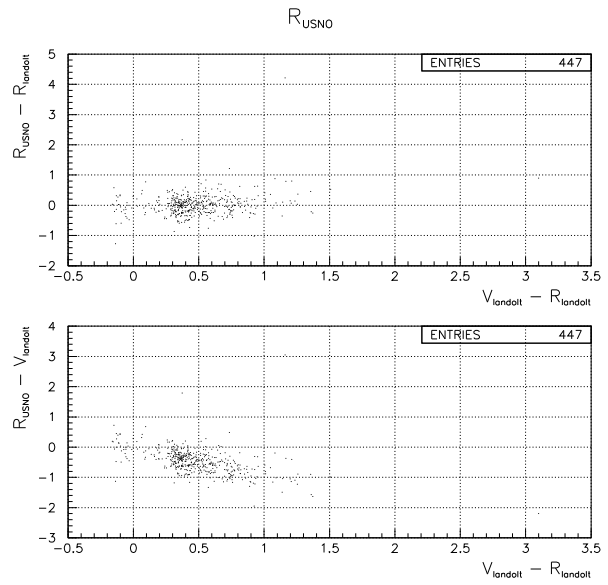 R_USNO
R_USNO − R_landolt
ENTRIES 447
5
4
3
2
1
0
−1
−2
−0.5 0 0.5 1 1.5 2 2.5 3 3.5
V_landolt − R_landolt
R_USNO − V_landolt
ENTRIES 447
4
3
2
1
0
−1
−2
−3
−0.5 0 0.5 1 1.5 2 2.5 3 3.5
V_landolt − R_landolt